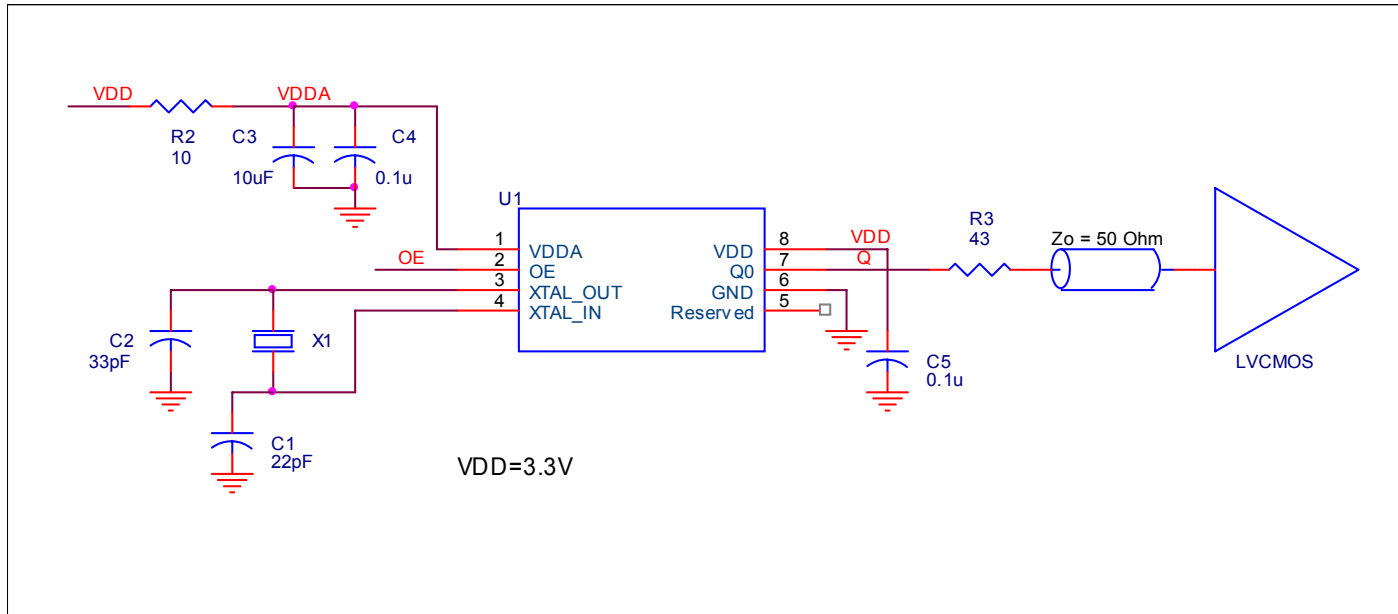 VDD
VDDA
R2
10
C3
10uF
C4
0.1u
U1
1
VDDA
2
OE
OE
3
XTAL_OUT
4
XTAL_IN
VDD
8
VDD
Q0
7
Q
GND
6
Reserved
5
R3
43
Zo = 50 Ohm
LVCMOS
C2
33pF
X1
C1
22pF
C5
0.1u
VDD=3.3V